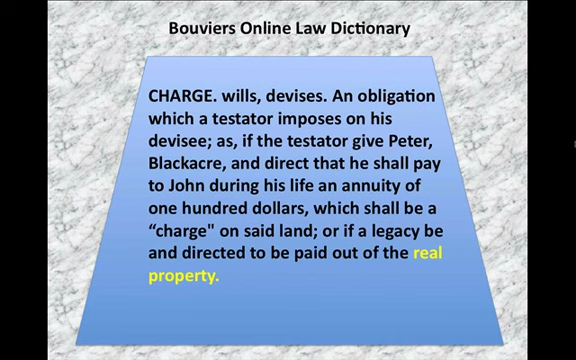 Bouviers Online Law Dictionary
CHARGE. wills, devises. An obligation
which a testator imposes on his
devisee; as, if the testator give Peter,
Blackacre, and direct that he shall pay
to John during his life an annuity of
one hundred dollars, which shall be a
“charge" on said land; or if a legacy be
and directed to be paid out of the real
property.